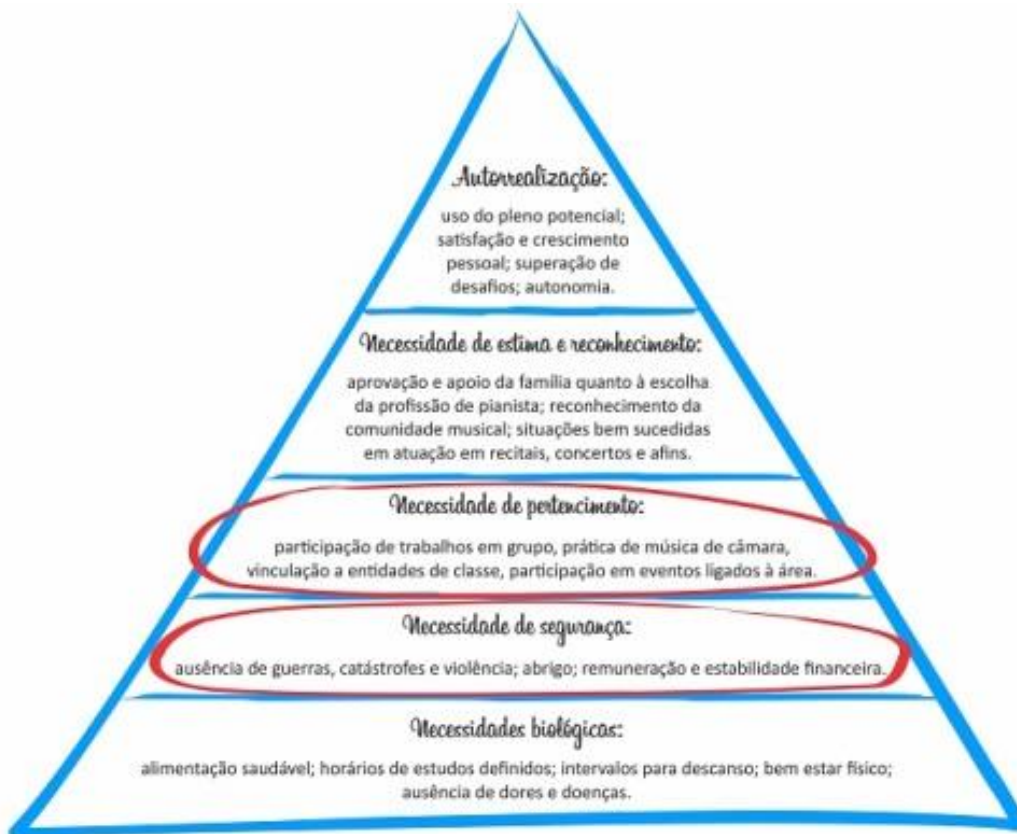 Autorrealização:
uso do pleno potencial;
satisfação e crescimento
pessoal; superação de
desafios; autonomia.
Necessidade de estima e reconhecimento:
aprovação e apoio da família quanto à escolha
da profissão de pianista; reconhecimento da
comunidade musical; situações bem sucedidas
em atuação em recitais, concertos e afins.
Necessidade de pertencimento:
participação de trabalhos em grupo, prática de música de câmara,
vinculação a entidades de classe, participação em eventos ligados à área.
Necessidade de segurança:
ausência de guerras, catástrofes e violência; abrigo; remuneração e estabilidade financeira.
Necessidades biológicas:
alimentação saudável; horários de estudos definidos; intervalos para descanso; bem estar físico;
ausência de dores e doenças.